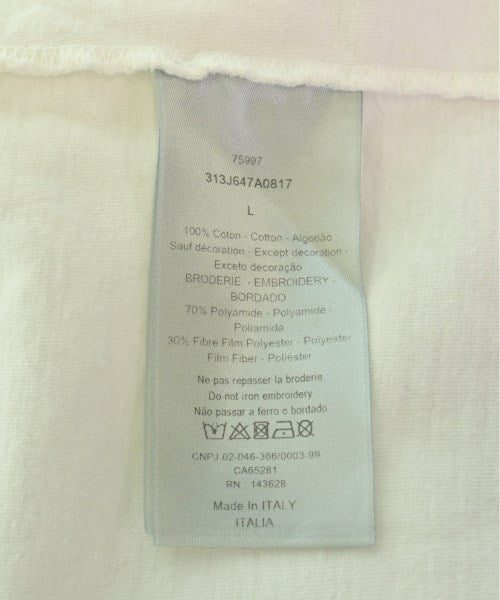 75997
313J647A0817
L
100% Coton - Cotton - Algodão
Sauf décoration - Except decoration -
Exceto decoração
BRODERIE - EMBROIDERY -
BORDADO
70% Polyamide - Polyamide -
Poliamida
30% Fibre Film Polyester - Polyester
Film Fiber - Poliéster
Ne pas repasser la broderie
Do not iron embroidery
Não passar a ferro o bordado
CNPJ 02-046-366/0003-99
CA65281
RN : 143628
Made In ITALY
ITALIA